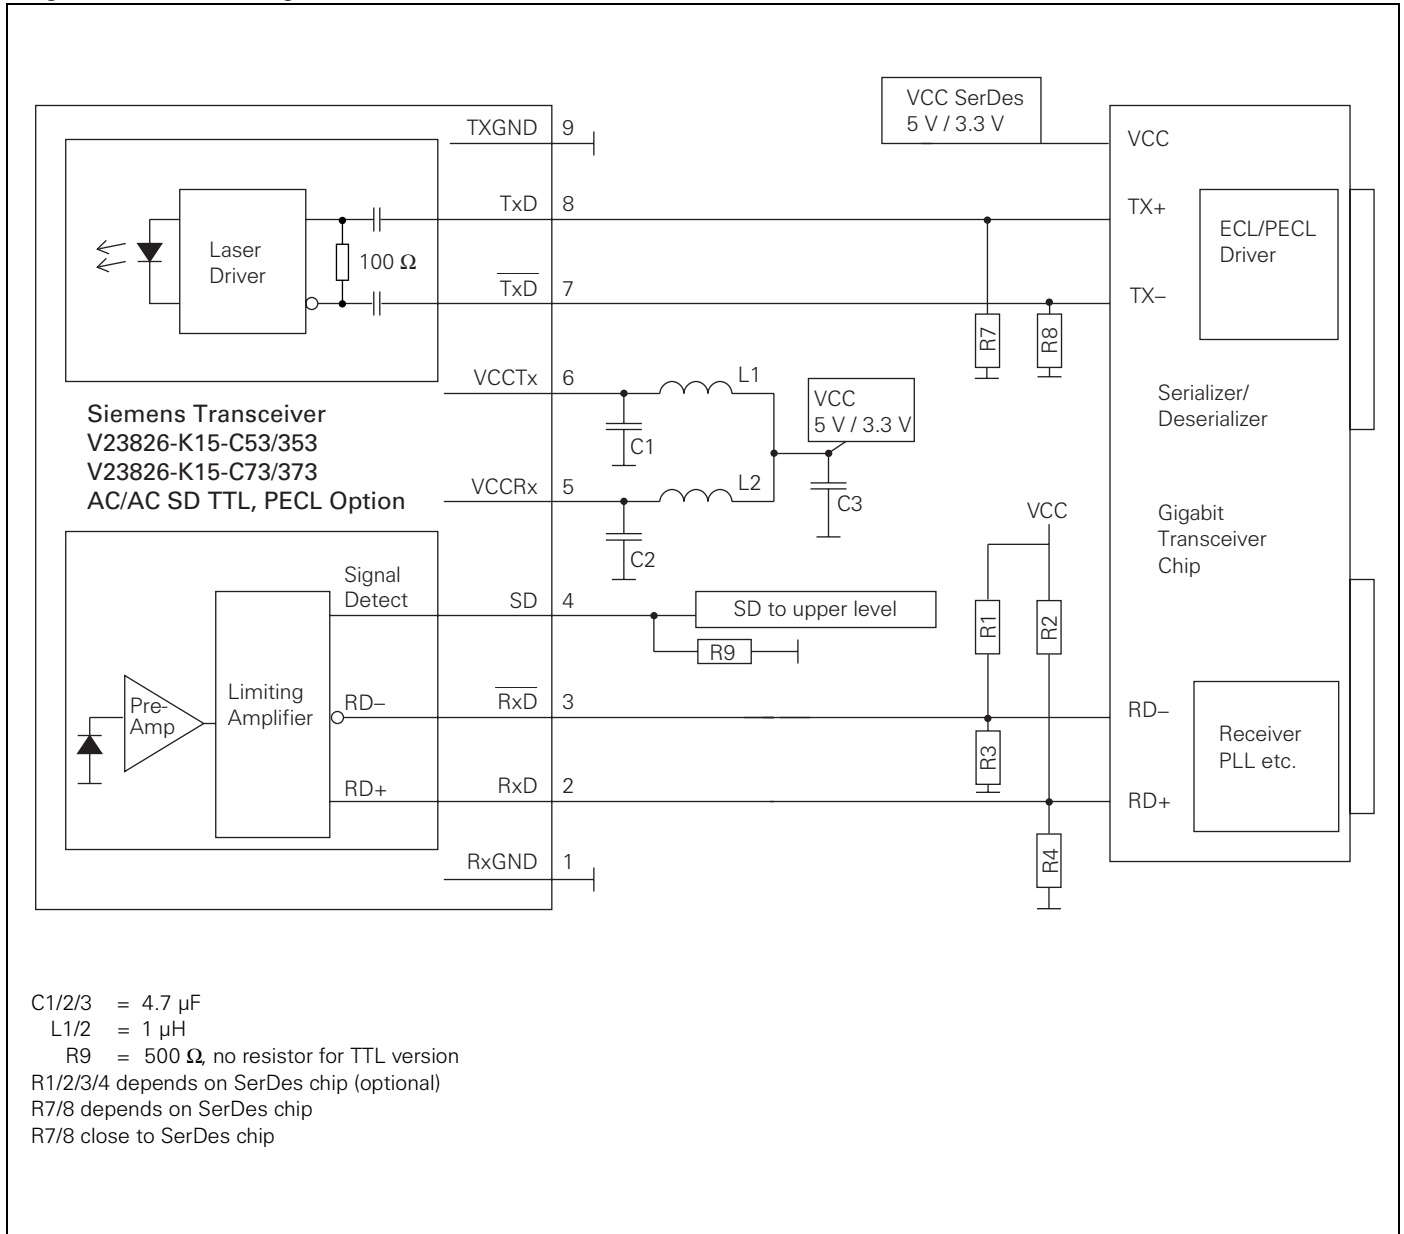 VCC SerDes
5 V / 3.3 V
TXGND 9
VCC
TxD 8
TX+
ECL/PECL
Driver
Laser
Driver
100 Ω
TxD 7
TX–
R7
R8
VCCTx 6
L1
VCC
5 V / 3.3 V
C1
Serializer/
Deserializer
Siemens Transceiver
V23826-K15-C53/353
V23826-K15-C73/373
AC/AC SD TTL, PECL Option
VCCRx 5
L2
C3
VCC
C2
Gigabit
Transceiver
Chip
Signal
Detect
SD 4
SD to upper level
R9
R1
R2
Pre-
Amp
Limiting
Amplifier
RD–
RxD 3
RD–
R3
Receiver
PLL etc.
RD+
RxD 2
RD+
R4
RxGND 1
C1/2/3 = 4.7 µF
L1/2 = 1 µH
R9 = 500 Ω, no resistor for TTL version
R1/2/3/4 depends on SerDes chip (optional)
R7/8 depends on SerDes chip
R7/8 close to SerDes chip